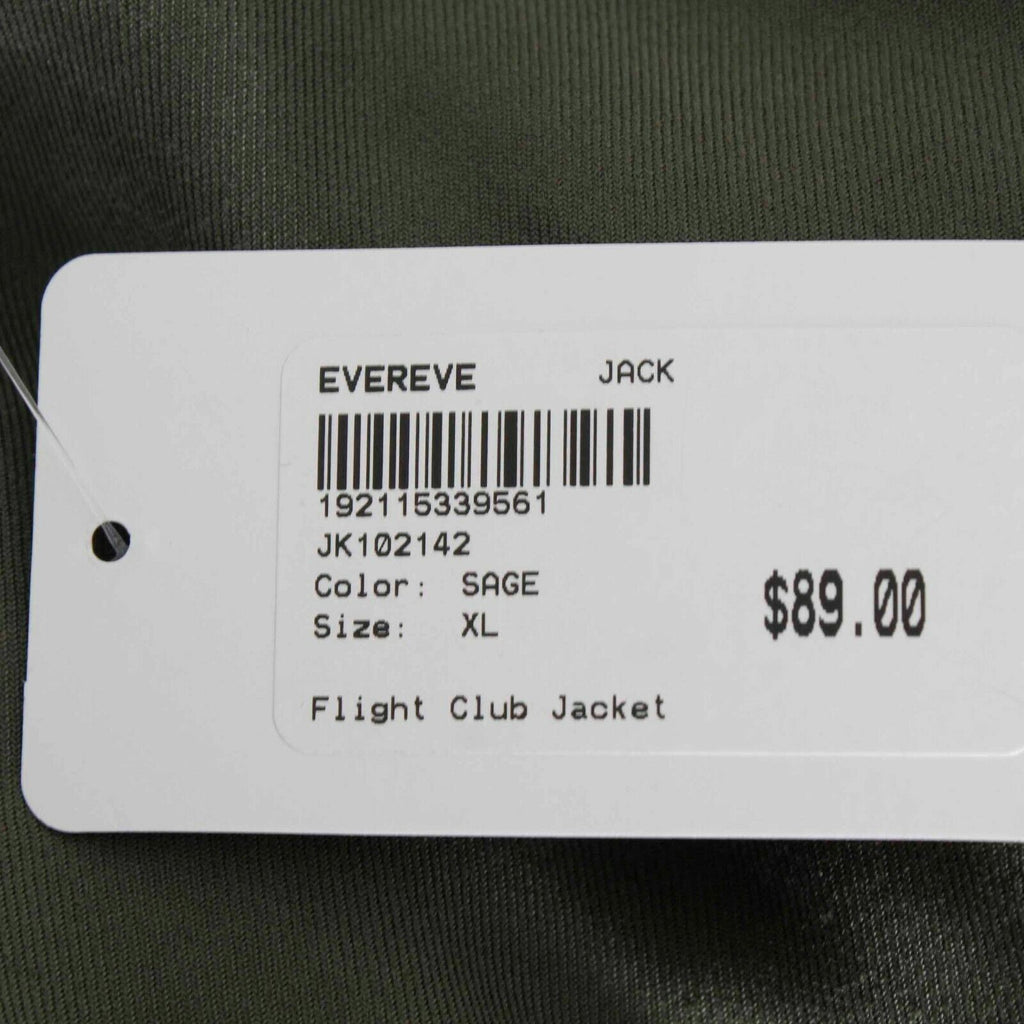 EVEREVE JACK
192115339561
JK102142
Color: SAGE
Size: XL
$89.00
Flight Club Jacket